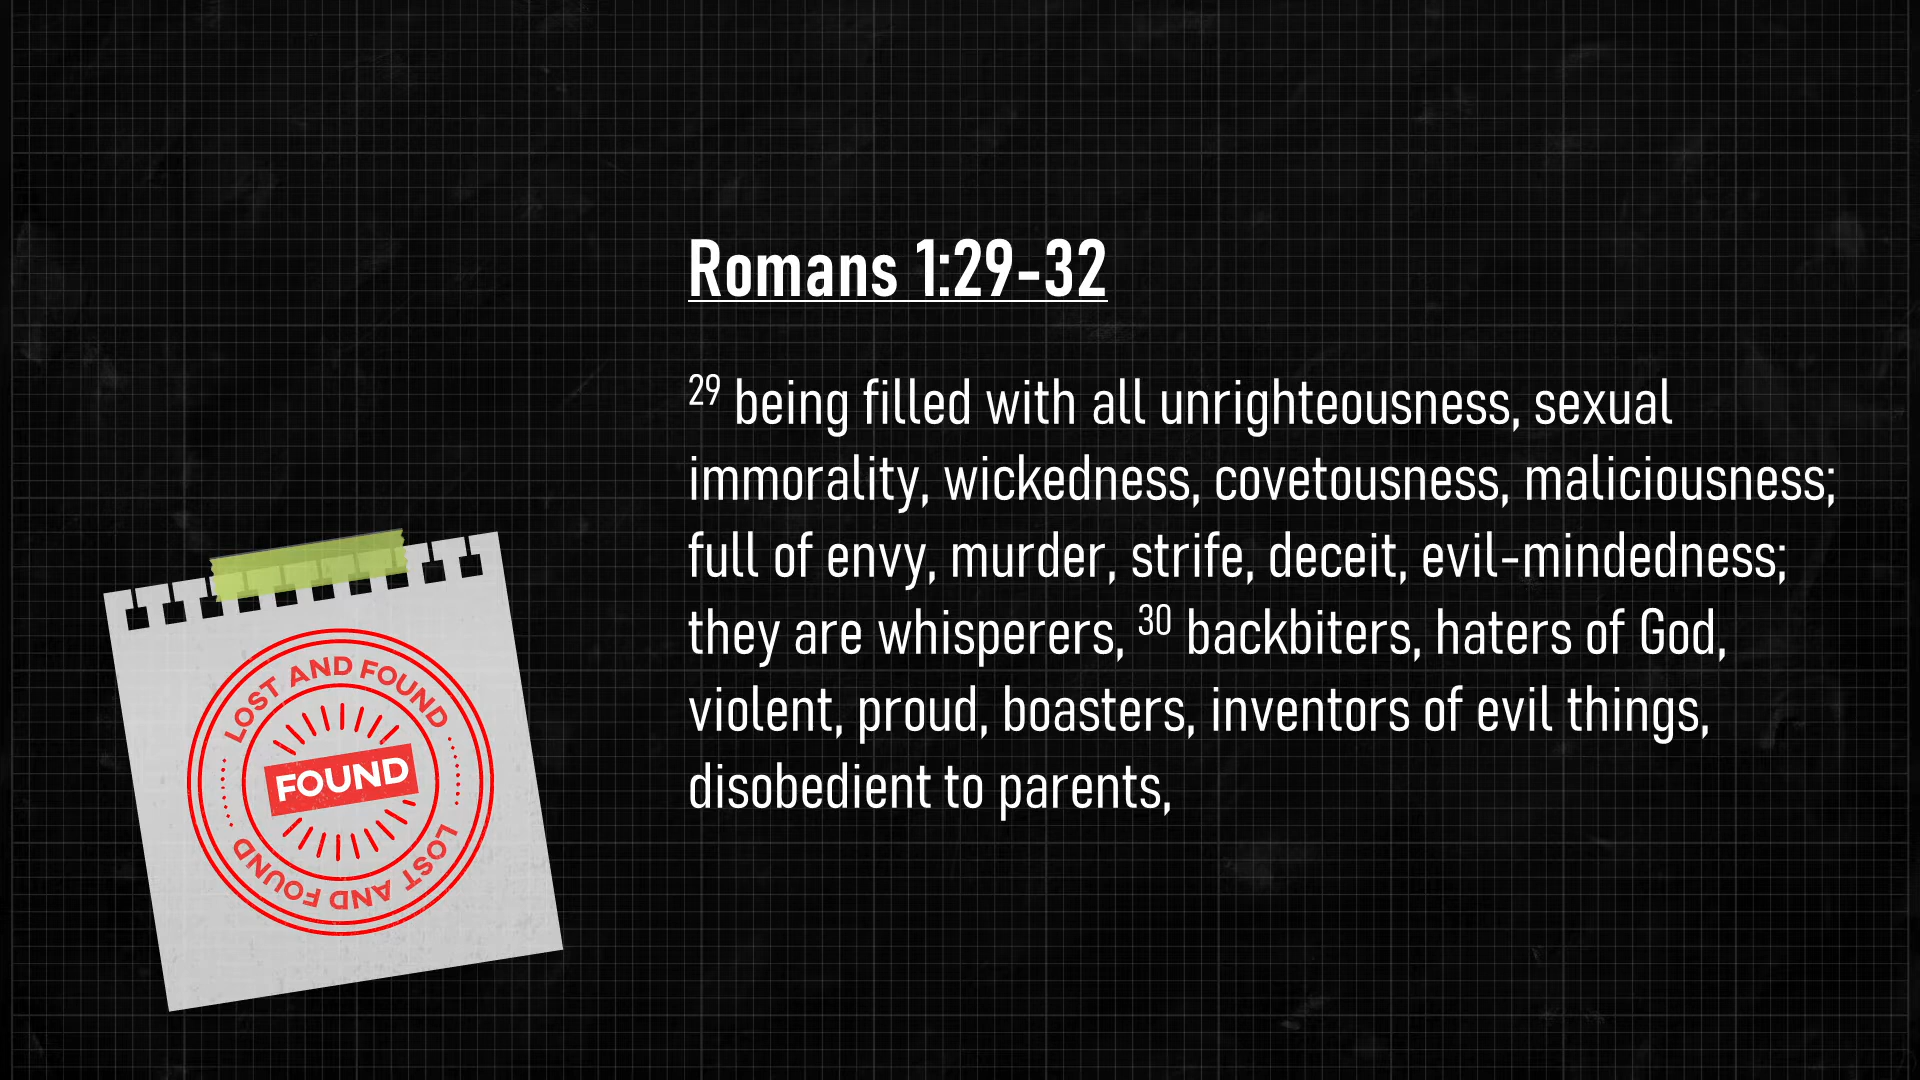 Romans 1:29-32
29 being filled with all unrighteousness, sexual
immorality, wickedness, covetousness, maliciousness;
full of envy, murder, strife, deceit, evil-mindedness;
they are whisperers, 30 backbiters, haters of God,
violent, proud, boasters, inventors of evil things,
disobedient to parents,
LOST AND FOUND
FOUND
LOST AND FOUND